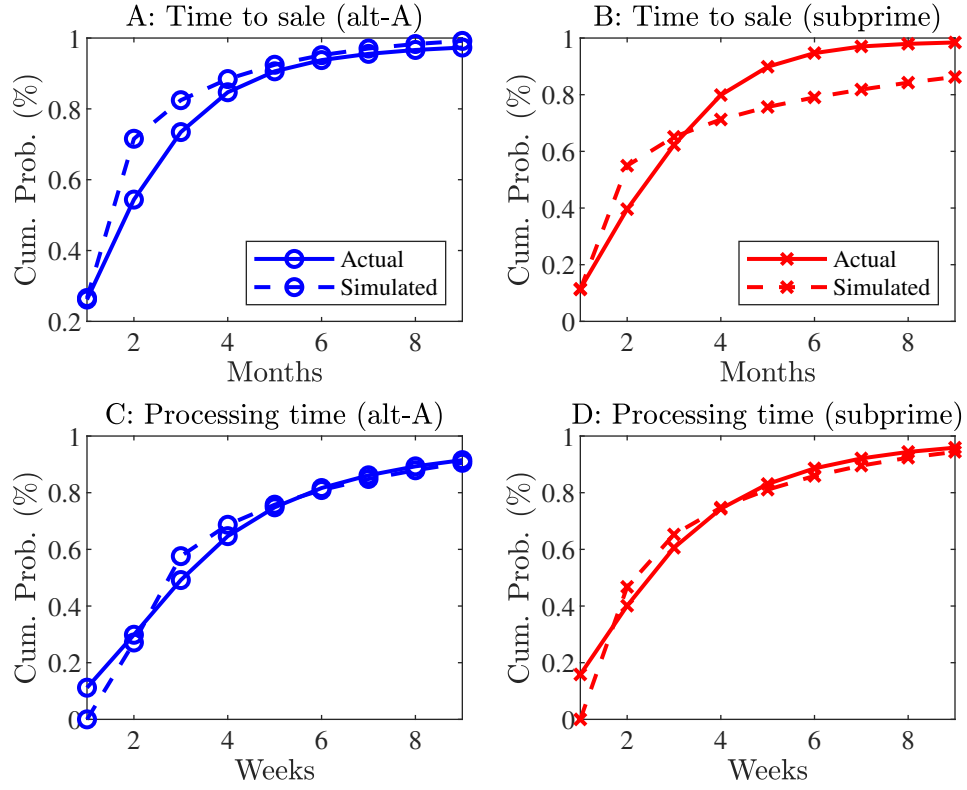 A: Time to sale (alt-A)
Cum. Prob. (%)
1
0.8
0.6
0.4
0.2
2
4
6
8
Months
Actual
Simulated
B: Time to sale (subprime)
Cum. Prob. (%)
1
0.8
0.6
0.4
0.2
0
2
4
6
8
Months
Actual
Simulated
C: Processing time (alt-A)
Cum. Prob. (%)
1
0.8
0.6
0.4
0.2
0
2
4
6
8
Weeks
D: Processing time (subprime)
Cum. Prob. (%)
1
0.8
0.6
0.4
0.2
0
2
4
6
8
Weeks